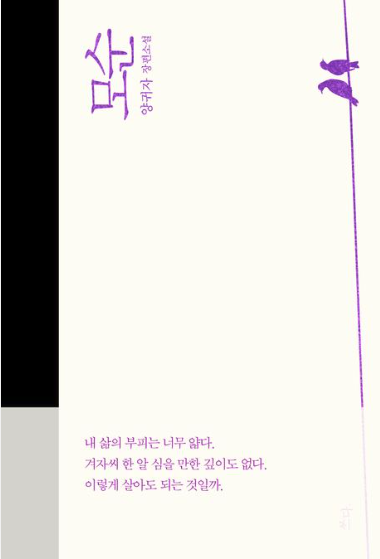 모순
양귀자 장편소설
내 삶의 부피는 너무 얇다.
겨자씨 한 알 심을 만한 깊이도 없다.
이렇게 살아도 되는 것일까.